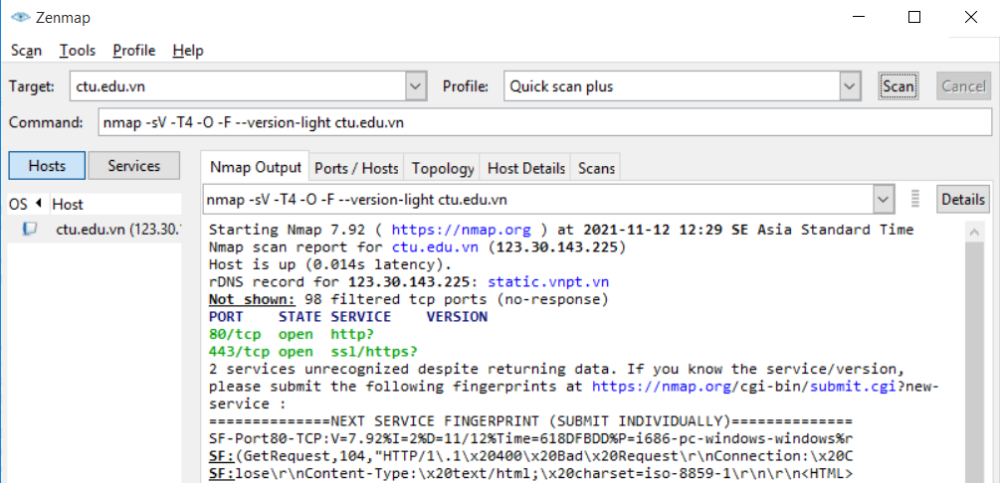 Zenmap
Scan Tools Profile Help
Target: ctu.edu.vn Profile: Quick scan plus Scan Cancel
Command: nmap -sV -T4 -O -F --version-light ctu.edu.vn
Hosts Services Nmap Output Ports / Hosts Topology Host Details Scans
OS Host nmap -sV -T4 -O -F --version-light ctu.edu.vn Details
ctu.edu.vn (123.30.
Starting Nmap 7.92 ( https://nmap.org ) at 2021-11-12 12:29 SE Asia Standard Time
Nmap scan report for ctu.edu.vn (123.30.143.225)
Host is up (0.014s latency).
rDNS record for 123.30.143.225: static.vnpt.vn
Not shown: 98 filtered tcp ports (no-response)
PORT    STATE SERVICE    VERSION
80/tcp  open  http?
443/tcp open  ssl/https?
2 services unrecognized despite returning data. If you know the service/version,
please submit the following fingerprints at https://nmap.org/cgi-bin/submit.cgi?new-
service :
==============NEXT SERVICE FINGERPRINT (SUBMIT INDIVIDUALLY)==============
SF-Port80-TCP:V=7.92%I=2%D=11/12%Time=618DFBDD%P=i686-pc-windows-windows%r
SF:(GetRequest,104,"HTTP/1\.1\x20400\x20Bad\x20Request\r\nConnection:\x20C
SF:lose\r\nContent-Type:\x20text/html;\x20charset=iso-8859-1\r\n\r\n<HTML>